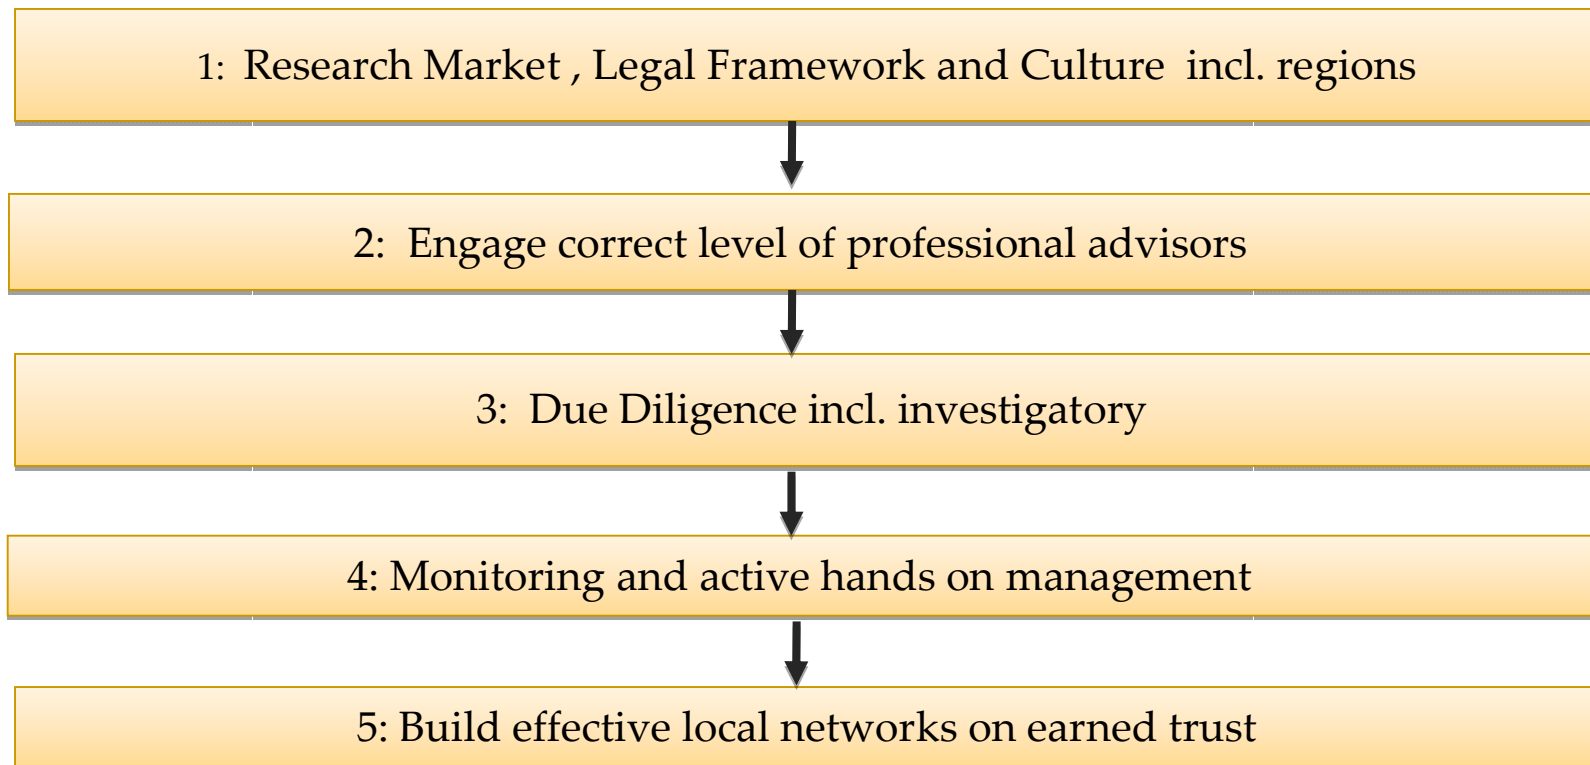 1: Research Market , Legal Framework and Culture incl. regions
2: Engage correct level of professional advisors
3: Due Diligence incl. investigatory
4: Monitoring and active hands on management
5: Build effective local networks on earned trust